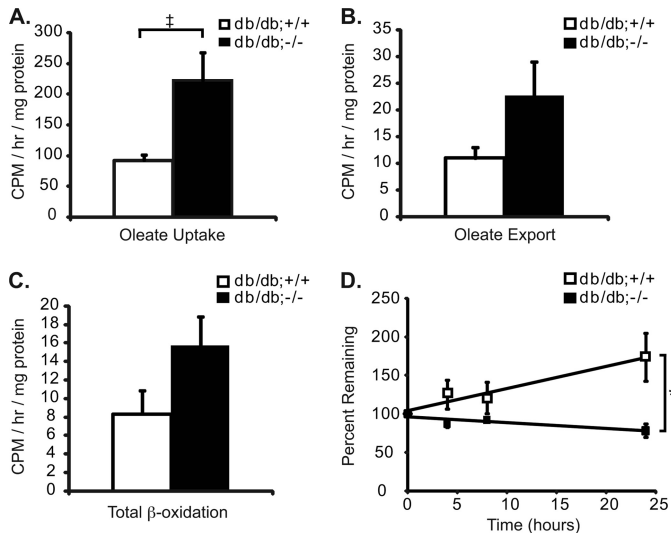 A.
‡
db/db;+/+
db/db;-/-
CPM / hr / mg protein
300
250
200
150
100
50
0
Oleate Uptake
B.
db/db;+/+
db/db;-/-
CPM / hr / mg protein
35
30
25
20
15
10
5
0
Oleate Export
C.
db/db;+/+
db/db;-/-
CPM / hr / mg protein
20
18
16
14
12
10
8
6
4
2
0
Total β-oxidation
D.
db/db;+/+
db/db;-/-
Percent Remaining
250
200
150
100
50
0
0 5 10 15 20 25
Time (hours)